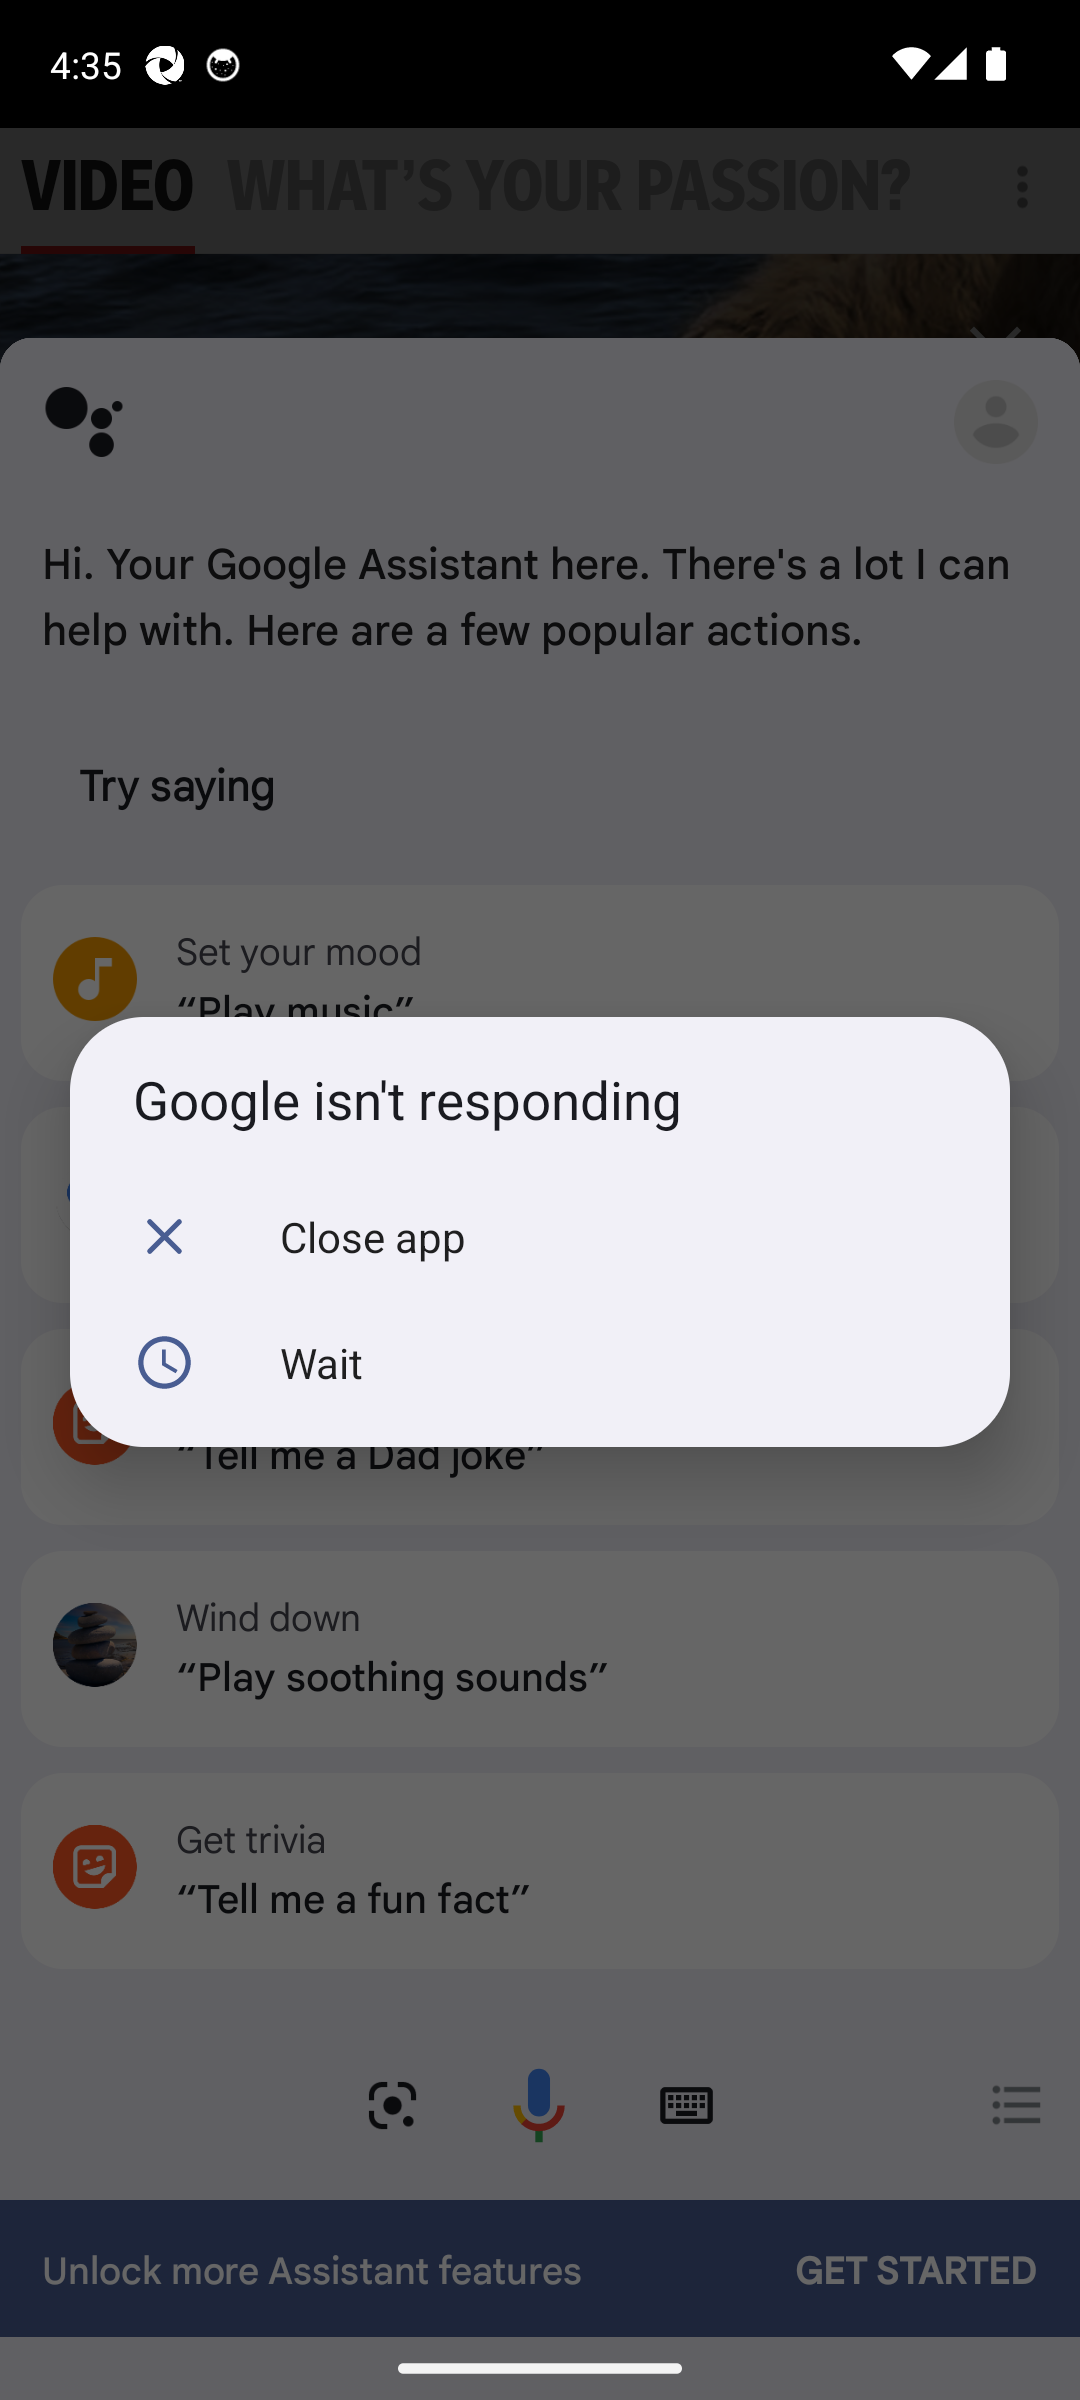 4:35
VIDEO WHAT'S YOUR PASSION?
Hi. Your Google Assistant here. There's a lot I can
help with. Here are a few popular actions.
Try saying
Set your mood
“Play music”
Google isn't responding
Close app
Wait
“Tell me a Dad joke”
Wind down
“Play soothing sounds”
Get trivia
“Tell me a fun fact”
Unlock more Assistant features GET STARTED